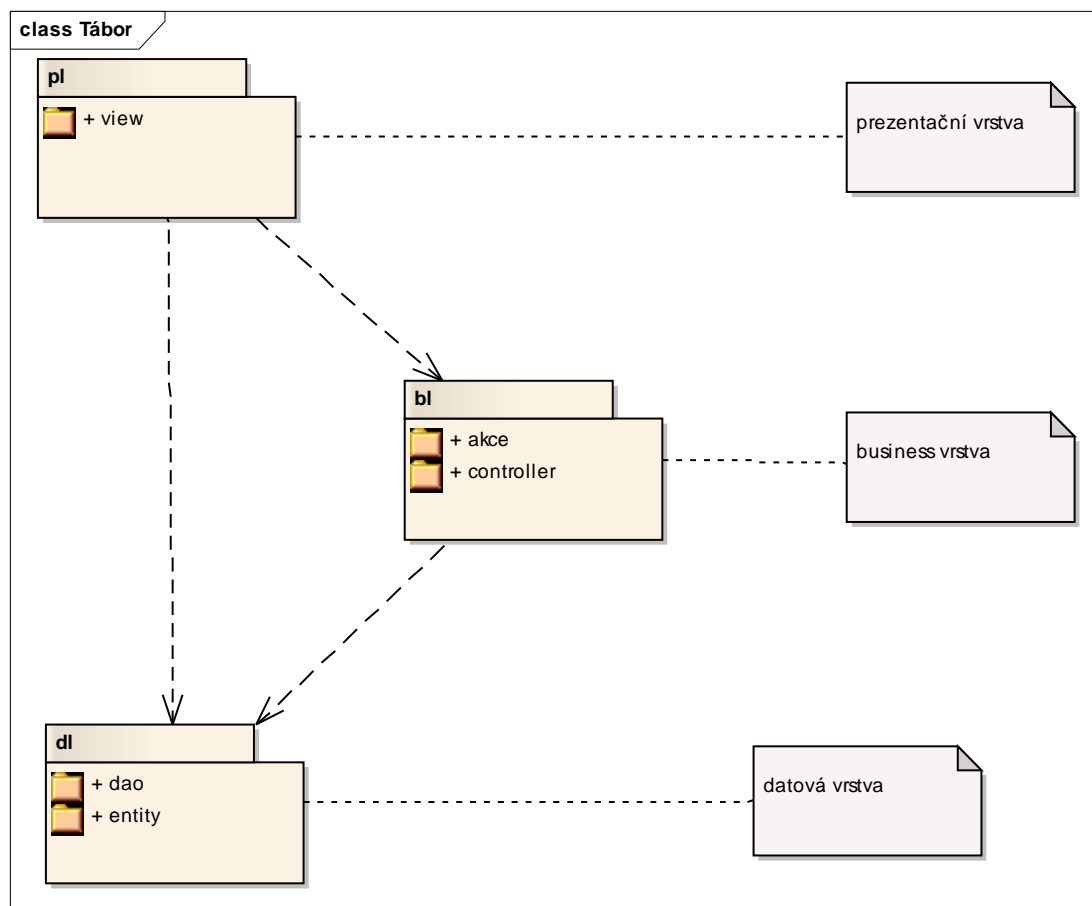 class Tábor
pl
+ view
prezentační vrstva
bl
+ akce
+ controller
business vrstva
dl
+ dao
+ entity
datová vrstva